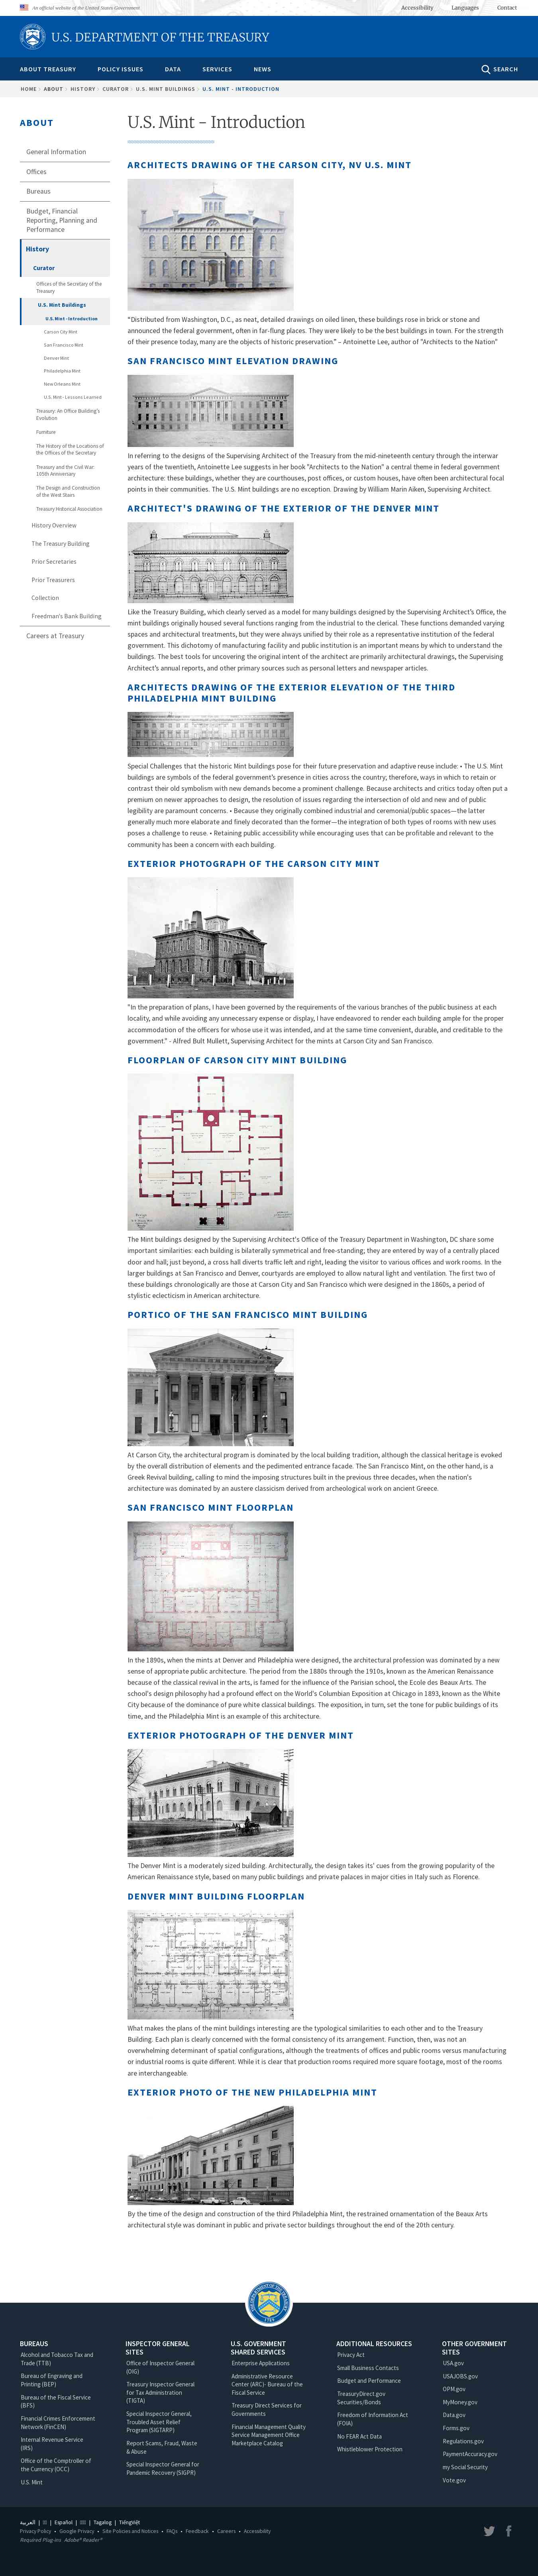 An official website of the United States Government
Accessibility Languages Contact
U.S. DEPARTMENT OF THE TREASURY
ABOUT TREASURY POLICY ISSUES DATA SERVICES NEWS SEARCH
HOME ABOUT HISTORY CURATOR U.S. MINT BUILDINGS U.S. MINT - INTRODUCTION
ABOUT
General Information
Offices
Bureaus
Budget, Financial
Reporting, Planning and
Performance
History
Curator
Offices of the Secretary of the
Treasury
U.S. Mint Buildings
U.S. Mint - Introduction
Carson City Mint
San Francisco Mint
Denver Mint
Philadelphia Mint
New Orleans Mint
U.S. Mint - Lessons Learned
Treasury: An Office Building's
Evolution
Furniture
The History of the Locations of
the Offices of the Secretary
Treasury and the Civil War:
165th Anniversary
The Design and Construction
of the West Stairs
Treasury Historical Association
History Overview
The Treasury Building
Prior Secretaries
Prior Treasurers
Collection
Freedman's Bank Building
Careers at Treasury
U.S. Mint - Introduction
ARCHITECTS DRAWING OF THE CARSON CITY, NV U.S. MINT
"Distributed from Washington, D.C., as neat, detailed drawings on oiled linen, these buildings rose in brick or stone and
announced the federal government, often in far-flung places. They were likely to be the best buildings in town. For the strength
of their presence today, many are the objects of historic preservation." – Antoinette Lee, author of "Architects to the Nation"
SAN FRANCISCO MINT ELEVATION DRAWING
In referring to the designs of the Supervising Architect of the Treasury from the mid-nineteenth century through the interwar
years of the twentieth, Antoinette Lee suggests in her book "Architects to the Nation" a central theme in federal government
architecture: these buildings, whether they are courthouses, post offices, or custom houses, have often been architectural focal
points in their communities. The U.S. Mint buildings are no exception. Drawing by William Marin Aiken, Supervising Architect.
ARCHITECT'S DRAWING OF THE EXTERIOR OF THE DENVER MINT
Like the Treasury Building, which clearly served as a model for many buildings designed by the Supervising Architect's Office, the
mint buildings originally housed several functions ranging from the industrial to the clerical. These functions demanded varying
spaces and architectural treatments, but they were always unified by their role as a representative institution of the federal
government. This dichotomy of manufacturing facility and public institution is an important means by which to understand the
buildings. The best tools for uncovering the original intention and perception of the mints are architectural drawings, the Supervising
Architect's annual reports, and other primary sources such as personal letters and newspaper articles.
ARCHITECTS DRAWING OF THE EXTERIOR ELEVATION OF THE THIRD
PHILADELPHIA MINT BUILDING
Special Challenges that the historic Mint buildings pose for their future preservation and adaptive reuse include: • The U.S. Mint
buildings are symbols of the federal government's presence in cities across the country; therefore, ways in which to retain or
contrast their old symbolism with new demands become a prominent challenge. Because architects and critics today often put a
premium on newer approaches to design, the resolution of issues regarding the intersection of old and new and of public
legibility are paramount concerns. • Because they originally combined industrial and ceremonial/public spaces—the latter
generally much more elaborate and finely decorated than the former—the integration of both types of rooms with new uses
poses a challenge to reuse. • Retaining public accessibility while encouraging uses that can be profitable and relevant to the
community has been a concern with each building.
EXTERIOR PHOTOGRAPH OF THE CARSON CITY MINT
"In the preparation of plans, I have been governed by the requirements of the various branches of the public business at each
locality, and while avoiding any unnecessary expense or display, I have endeavored to render each sample and for the proper
accommodation of the officers for whose use it was intended, and at the same time convenient, durable, and creditable to the
government." - Alfred Bult Mullett, Supervising Architect for the mints at Carson City and San Francisco.
FLOORPLAN OF CARSON CITY MINT BUILDING
The Mint buildings designed by the Supervising Architect's Office of the Treasury Department in Washington, DC share some
important similarities: each building is bilaterally symmetrical and free-standing; they are entered by way of a centrally placed
door and hall; just beyond, a cross hall diverts traffic left and right, leading the visitor to various offices and work rooms. In the
larger buildings at San Francisco and Denver, courtyards are employed to allow natural light and ventilation. The first two of
these buildings chronologically are those at Carson City and San Francisco which were designed in the 1860s, a period of
stylistic eclecticism in American architecture.
PORTICO OF THE SAN FRANCISCO MINT BUILDING
At Carson City, the architectural program is dominated by the local building tradition, although the classical heritage is evoked
by the overall distribution of elements and the pedimented entrance facade. The San Francisco Mint, on the other hand, is a
Greek Revival building, calling to mind the imposing structures built in the previous three decades, when the nation's
architecture was dominated by an austere classicism derived from archeological work on ancient Greece.
SAN FRANCISCO MINT FLOORPLAN
In the 1890s, when the mints at Denver and Philadelphia were designed, the architectural profession was dominated by a new
sense of appropriate public architecture. The period from the 1880s through the 1910s, known as the American Renaissance
because of the classical revival in the arts, is famed for the influence of the Parisian school, the Ecole des Beaux Arts. The
school's design philosophy had a profound effect on the World's Columbian Exposition at Chicago in 1893, known as the White
City because of the dominance of pale stone classical buildings. The exposition, in turn, set the tone for public buildings of its
time, and the Philadelphia Mint is an example of this architecture.
EXTERIOR PHOTOGRAPH OF THE DENVER MINT
The Denver Mint is a moderately sized building. Architecturally, the design takes its' cues from the growing popularity of the
American Renaissance style, based on many public buildings and private palaces in major cities in Italy such as Florence.
DENVER MINT BUILDING FLOORPLAN
What makes the plans of the mint buildings interesting are the typological similarities to each other and to the Treasury
Building. Each plan is clearly concerned with the formal consistency of its arrangement. Function, then, was not an
overwhelming determinant of spatial configurations, although the treatments of offices and public rooms versus manufacturing
or industrial rooms is quite different. While it is clear that production rooms required more square footage, most of the rooms
are interchangeable.
EXTERIOR PHOTO OF THE NEW PHILADELPHIA MINT
By the time of the design and construction of the third Philadelphia Mint, the restrained ornamentation of the Beaux Arts
architectural style was dominant in public and private sector buildings throughout the end of the 20th century.
BUREAUS
Alcohol and Tobacco Tax and
Trade (TTB)
Bureau of Engraving and
Printing (BEP)
Bureau of the Fiscal Service
(BFS)
Financial Crimes Enforcement
Network (FinCEN)
Internal Revenue Service
(IRS)
Office of the Comptroller of
the Currency (OCC)
U.S. Mint
INSPECTOR GENERAL
SITES
Office of Inspector General
(OIG)
Treasury Inspector General
for Tax Administration
(TIGTA)
Special Inspector General,
Troubled Asset Relief
Program (SIGTARP)
Report Scams, Fraud, Waste
& Abuse
Special Inspector General for
Pandemic Recovery (SIGPR)
U.S. GOVERNMENT
SHARED SERVICES
Enterprise Applications
Administrative Resource
Center (ARC)- Bureau of the
Fiscal Service
Treasury Direct Services for
Governments
Financial Management Quality
Service Management Office
Marketplace Catalog
ADDITIONAL RESOURCES
Privacy Act
Small Business Contacts
Budget and Performance
TreasuryDirect.gov
Securities/Bonds
Freedom of Information Act
(FOIA)
No FEAR Act Data
Whistleblower Protection
OTHER GOVERNMENT
SITES
USA.gov
USAJOBS.gov
OPM.gov
MyMoney.gov
Data.gov
Forms.gov
Regulations.gov
PaymentAccuracy.gov
my Social Security
Vote.gov
العربية | | Español | | Tagalog | TiếngViệt
Privacy Policy • Google Privacy • Site Policies and Notices • FAQs • Feedback • Careers • Accessibility
Required Plug-ins Adobe® Reader®